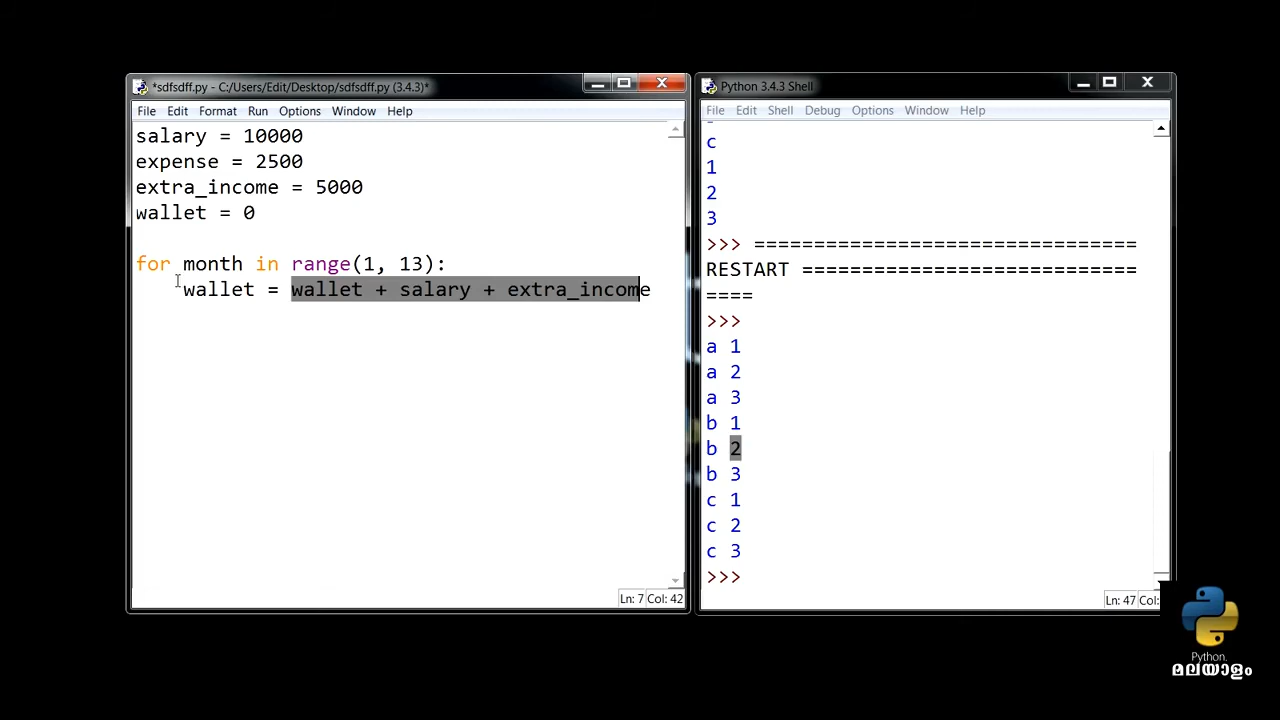 *sdfsdff.py - C:/Users/Edit/Desktop/sdfsdff.py (3.4.3)*
File Edit Format Run Options Window Help
salary = 10000
expense = 2500
extra_income = 5000
wallet = 0
for month in range(1, 13):
wallet = wallet + salary + extra_income
Ln: 7 Col: 42
Python 3.4.3 Shell
File Edit Shell Debug Options Window Help
c
1
2
3
>>> ================================
RESTART ============================
====
>>>
a 1
a 2
a 3
b 1
b 2
b 3
c 1
c 2
c 3
>>>
Ln: 47 Col:
Python.
മലയാളം